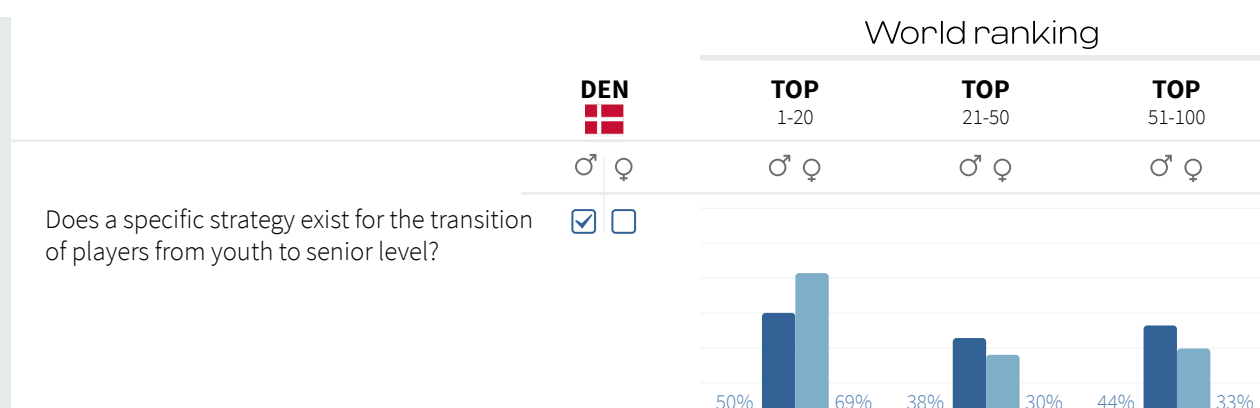 World ranking
DEN TOP TOP TOP
1-20 21-50 51-100
♂ ♀ ♂ ♀ ♂ ♀ ♂ ♀
Does a specific strategy exist for the transition
of players from youth to senior level?
50% 69% 38% 30% 44% 33%